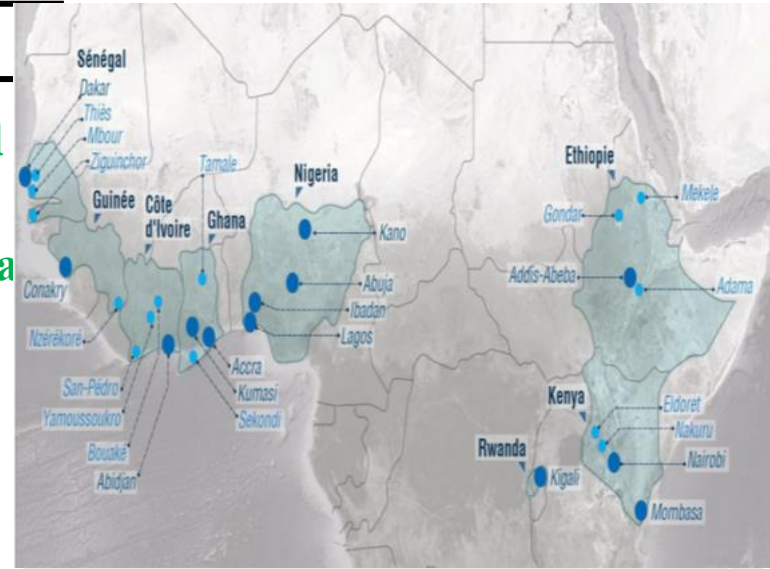 Sénégal
Dakar
Thiès
Mbour
Ziguinchor
Guinée
Côte
d'Ivoire
Tamale
Ghana
Nigeria
Kano
Abuja
Ibadan
Lagos
Conakry
Nzérékoré
San-Pédro
Yamoussoukro
Bouaké
Abidjan
Accra
Kumasi
Sekondi
Ethiopie
Mekele
Gondar
Addis-Abeba
Adama
Kenya
Eldoret
Nakuru
Nairobi
Rwanda
Kigali
Mombasa